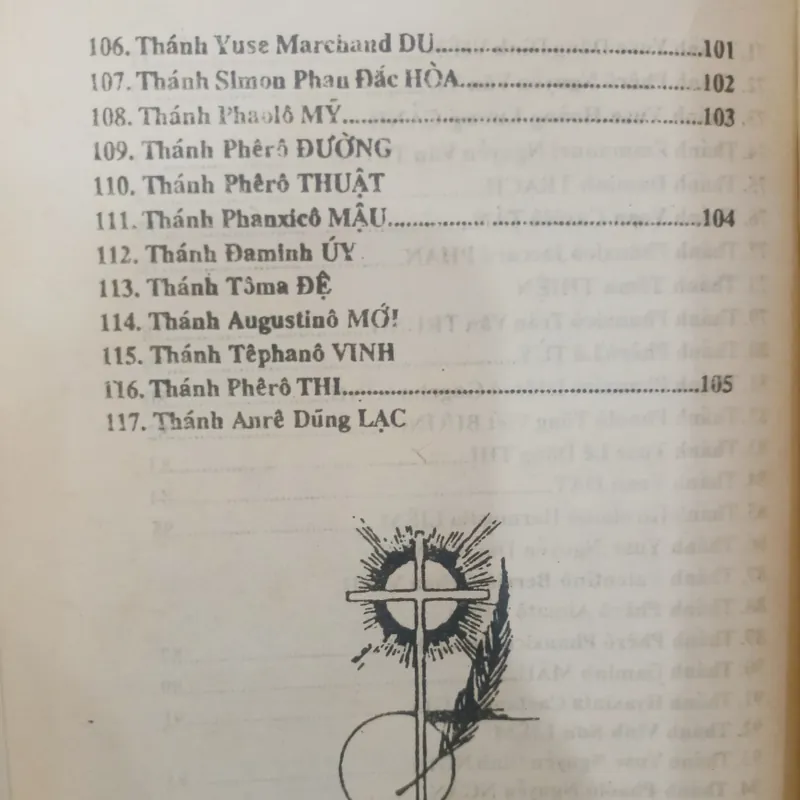 106. Thánh Yuse Marchand DU..........101
107. Thánh Simon Phan Đắc HÒA..........102
108. Thánh Phaolô MỸ..........103
109. Thánh Phêrô ĐƯỜNG
110. Thánh Phêrô THUẬT
111. Thánh Phanxicô MẬU..........104
112. Thánh Đaminh ÚY
113. Thánh Tôma ĐỆ
114. Thánh Augustinô MỚI
115. Thánh Têphanô VINH
116. Thánh Phêrô THI..........105
117. Thánh Anrê Dũng LẠC